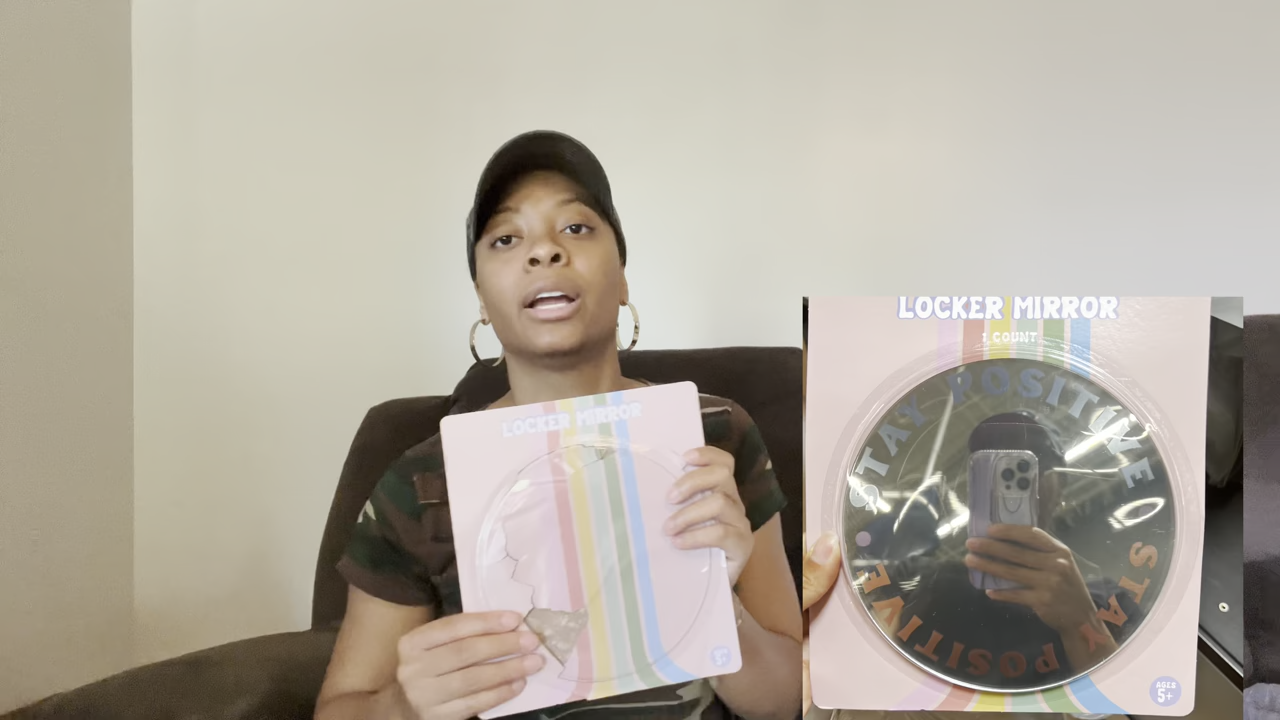 LOCKER MIRROR
LOCKER MIRROR
1 COUNT
STAY POSITIVE STAY POSITIVE
AGES
5+